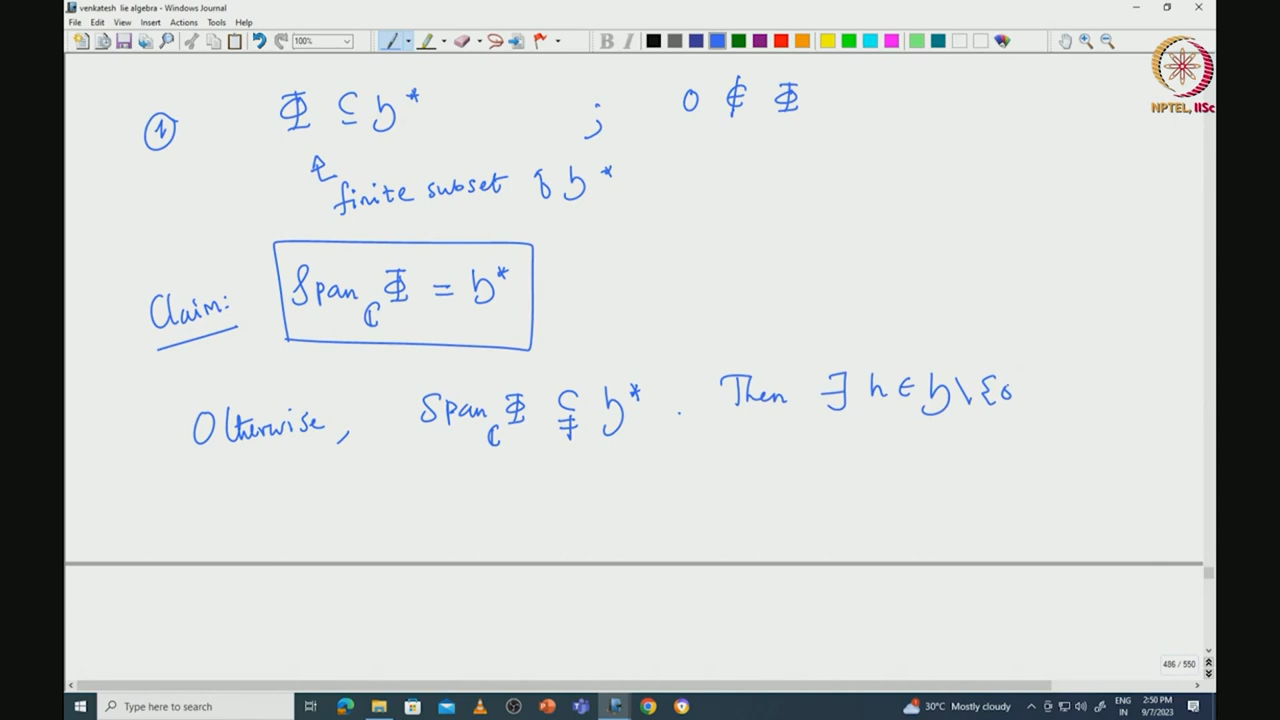 venkatesh lie algebra - Windows Journal
File Edit View Insert Actions Tools Help
100%
B I
NPTEL, IISc
① Φ ⊆ 𝔥* ; 0 ∉ Φ
finite subset of 𝔥*
Claim: Span_ℂ Φ = 𝔥*
Otherwise, Span_ℂ Φ ⊊ 𝔥*. Then ∃ h ∈ 𝔥\{0
486 / 550
Type here to search
30°C Mostly cloudy
ENG
IN
2:50 PM
9/7/2023